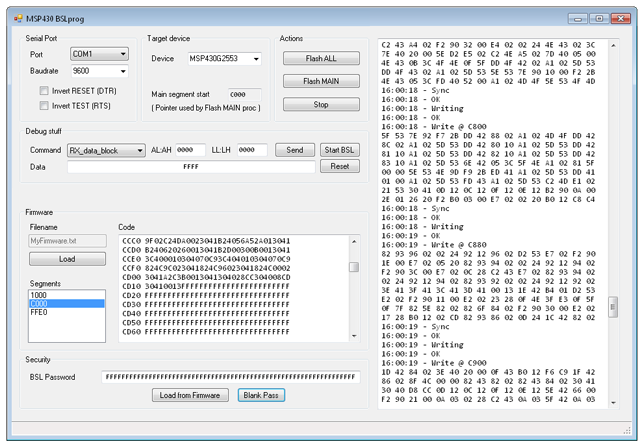 MSP430 BSLprog
Serial Port
Port
COM1
Baudrate
9600
Invert RESET (DTR)
Invert TEST (RTS)
Target device
Device
MSP430G2553
Main segment start
C000
( Pointer used by Flash MAIN proc )
Actions
Flash ALL
Flash MAIN
Stop
Debug stuff
Command
RX_data_block
AL:AH
0000
LL:LH
0000
Send
Start BSL
Data
FFFF
Reset
Firmware
Filename
MyFirmware.txt
Load
Segments
1000
C000
FFE0
Code
CCC0 9F02C24DA0023041B24056A52A013041
CCD0 B240620260013041B2D00300B0013041
CCE0 3C400010304070C93C404010304070C9
CCF0 824C9C023041824C96023041824C0002
CD00 3041A2C3B0013041304028CC304008CD
CD10 30410013FFFFFFFFFFFFFFFFFFFFFFFF
CD20 FFFFFFFFFFFFFFFFFFFFFFFFFFFFFFFF
CD30 FFFFFFFFFFFFFFFFFFFFFFFFFFFFFFFF
CD40 FFFFFFFFFFFFFFFFFFFFFFFFFFFFFFFF
CD50 FFFFFFFFFFFFFFFFFFFFFFFFFFFFFFFF
CD60 FFFFFFFFFFFFFFFFFFFFFFFFFFFFFFFF
Security
BSL Password
FFFFFFFFFFFFFFFFFFFFFFFFFFFFFFFFFFFFFFFFFFFFFFFFFFFFFFFFFFFFFFFF
Load from Firmware
Blank Pass
C2 43 A4 02 F2 90 32 00 E4 02 02 24 4E 43 02 3C
7E 40 20 00 5E D2 E5 02 C2 4E A5 02 7D 40 05 00
4E 43 0B 3C 4F 4E 0F 5F DD 4F 42 02 A1 02 5D 53
DD 4F 43 02 A1 02 5D 53 5E 53 7E 90 10 00 F2 2B
4E 43 05 3C FD 40 52 00 A1 02 4D 4F 5E 53 4F 4D
16:00:18 - Sync
16:00:18 - OK
16:00:18 - Writing
16:00:18 - OK
16:00:18 - Write @ C800
5F 53 7E 92 F7 2B DD 42 88 02 A1 02 4D 4F DD 42
8C 02 A1 02 5D 53 DD 42 80 10 A1 02 5D 53 DD 42
81 10 A1 02 5D 53 DD 42 82 10 A1 02 5D 53 DD 42
83 10 A1 02 5D 53 6E 42 05 3C 5F 4E A1 02 81 5F
00 00 5E 53 4E 9D F9 2B ED 41 A1 02 5D 53 DD 41
01 00 A1 02 5D 53 FD 43 A1 02 5D 53 C2 4D E1 02
21 53 30 41 0D 12 0C 12 0F 12 0E 12 B2 90 0A 00
2E 01 26 20 F2 B0 03 00 E7 02 02 20 B0 12 C8 C4
16:00:18 - Sync
16:00:18 - OK
16:00:18 - Writing
16:00:19 - OK
16:00:19 - Write @ C880
82 93 96 02 02 24 92 12 96 02 D2 53 E7 02 F2 90
1E 00 E7 02 05 20 82 93 94 02 02 24 92 12 94 02
F2 90 3C 00 E7 02 0C 28 C2 43 E7 02 82 93 94 02
02 24 92 12 94 02 82 93 92 02 02 24 92 12 92 02
3E 41 3F 41 3C 41 3D 41 00 13 1E 42 B4 01 D2 53
E2 02 F2 90 11 00 E2 02 23 28 0F 4E 3F E3 0F 5F
0F 7F 82 5E 82 02 82 6F 84 02 F2 90 30 00 E2 02
17 28 B0 12 02 CD 82 93 86 02 0D 24 1C 42 82 02
16:00:19 - Sync
16:00:19 - OK
16:00:19 - Writing
16:00:19 - OK
16:00:19 - Write @ C900
1D 42 84 02 3E 40 20 00 0F 43 B0 12 F6 C9 1F 42
86 02 8F 4C 00 00 82 43 82 02 82 43 84 02 30 41
30 40 D8 CC 0D 12 0C 12 0F 12 0E 12 5E 42 66 00
F2 90 21 00 0A 03 02 28 C2 43 0A 03 5F 42 0A 03